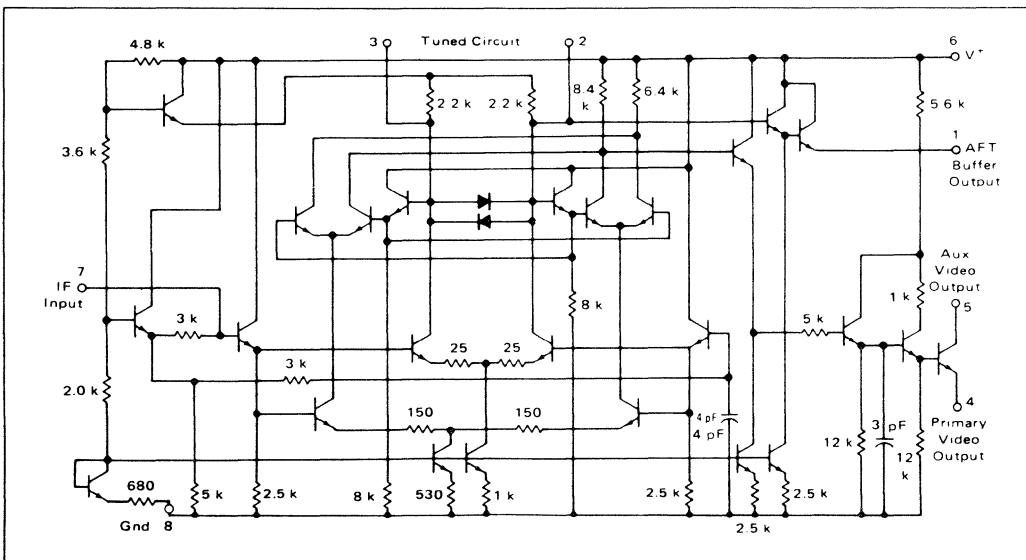 4.8 k
3
Tuned Circuit
2
6
V+
2 2 k
2 2 k
8.4 k
6.4 k
5 6 k
3.6 k
1
AFT
Buffer
Output
7
IF
Input
3 k
8 k
Aux
Video
Output
5
1 k
5 k
25
25
3 k
2.0 k
150
150
4 pF
4 pF
4
Primary
Video Output
3 pF
12 k
12 k
680
5 k
2.5 k
8 k
530
1 k
2.5 k
2.5 k
2.5 k
Gnd
8